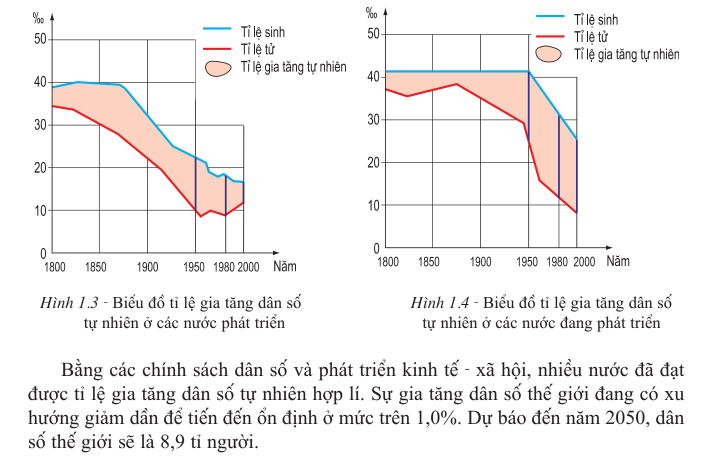 ‰
50
40
30
20
10
0
1800 1850 1900 1950 1980 2000 Năm
Tỉ lệ sinh
Tỉ lệ tử
Tỉ lệ gia tăng tự nhiên
Hình 1.3 - Biểu đồ tỉ lệ gia tăng dân số
tự nhiên ở các nước phát triển
‰
50
40
30
20
10
0
1800 1850 1900 1950 1980 2000 Năm
Tỉ lệ sinh
Tỉ lệ tử
Tỉ lệ gia tăng tự nhiên
Hình 1.4 - Biểu đồ tỉ lệ gia tăng dân số
tự nhiên ở các nước đang phát triển
Bằng các chính sách dân số và phát triển kinh tế - xã hội, nhiều nước đã đạt
được tỉ lệ gia tăng dân số tự nhiên hợp lí. Sự gia tăng dân số thế giới đang có xu
hướng giảm dần để tiến đến ổn định ở mức trên 1,0%. Dự báo đến năm 2050, dân
số thế giới sẽ là 8,9 tỉ người.